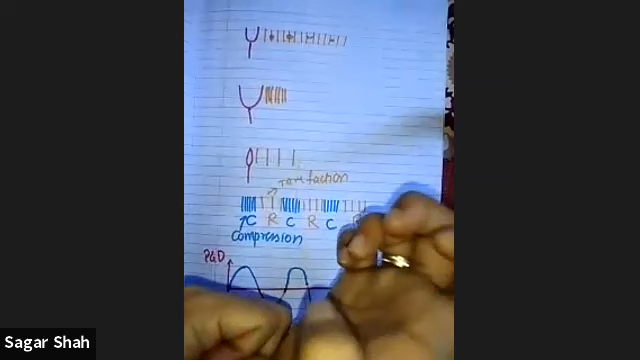 rarefaction
C R C R C R
compression
P&D
Sagar Shah